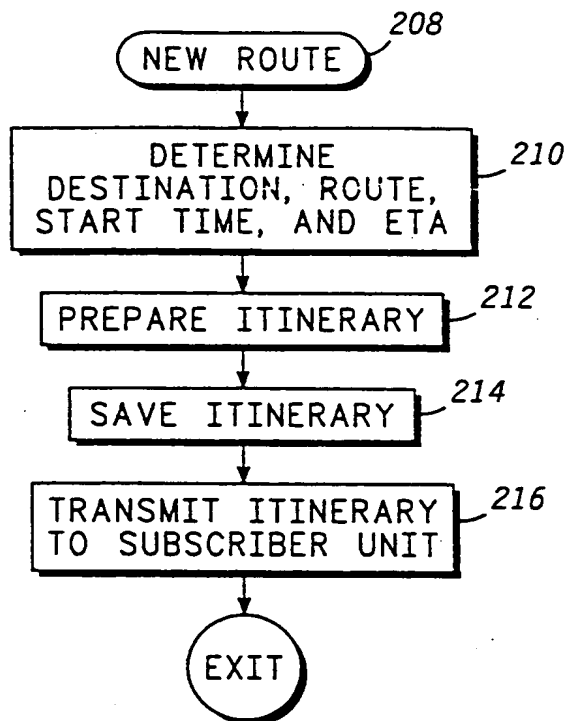 208
NEW ROUTE
210
DETERMINE
DESTINATION, ROUTE,
START TIME, AND ETA
212
PREPARE ITINERARY
214
SAVE ITINERARY
216
TRANSMIT ITINERARY
TO SUBSCRIBER UNIT
EXIT